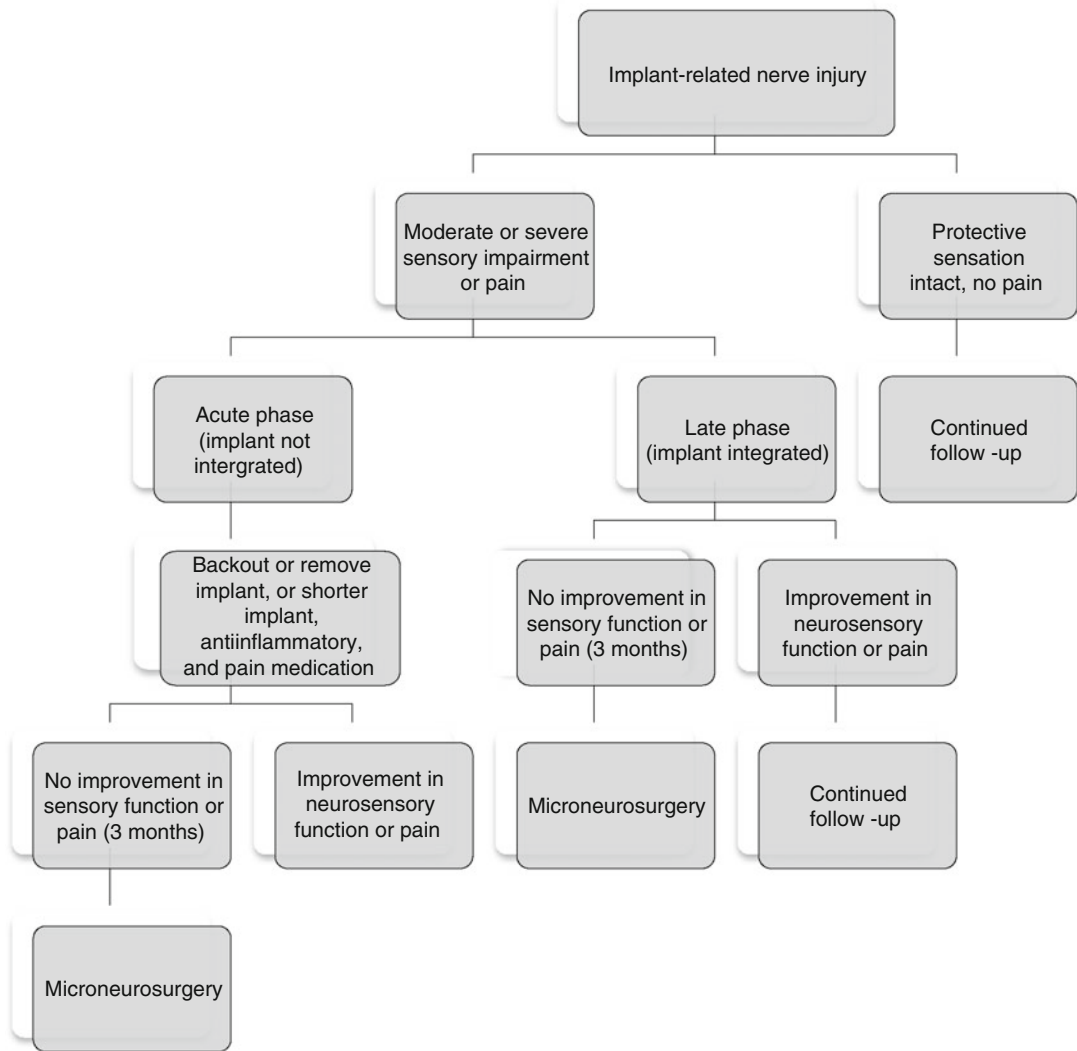 Implant-related nerve injury
Moderate or severe
sensory impairment
or pain
Protective
sensation
intact, no pain
Acute phase
(implant not
intergrated)
Late phase
(implant integrated)
Continued
follow -up
Backout or remove
implant, or shorter
implant,
antiinflammatory,
and pain medication
No improvement in
sensory function or
pain (3 months)
Improvement in
neurosensory
function or pain
No improvement in
sensory function or
pain (3 months)
Improvement in
neurosensory
function or pain
Microneurosurgery
Continued
follow -up
Microneurosurgery